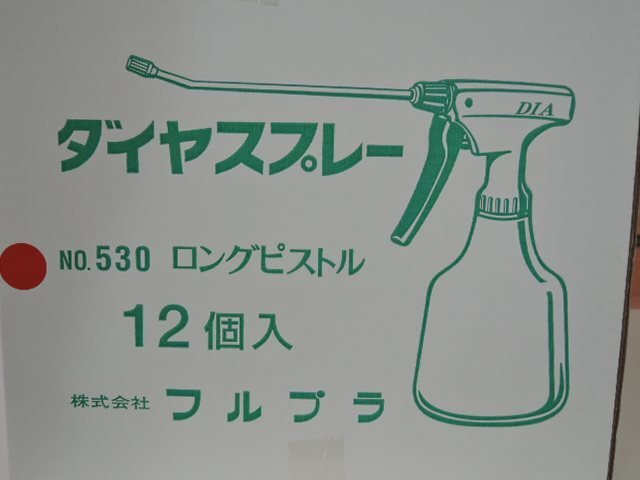 ダイヤスプレー
DIA
NO. 530 ロングピストル
12個入
株式会社 フルプラ